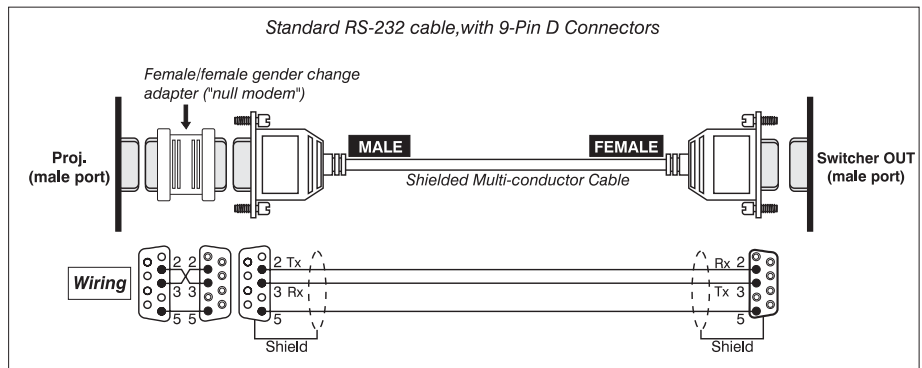 Standard RS-232 cable,with 9-Pin D Connectors
Female/female gender change
adapter ("null modem")
Proj.
(male port)
MALE
FEMALE
Shielded Multi-conductor Cable
Switcher OUT
(male port)
Wiring
2 2
3 3
5 5
2 Tx
3 Rx
5
Shield
Rx 2
Tx 3
5
Shield